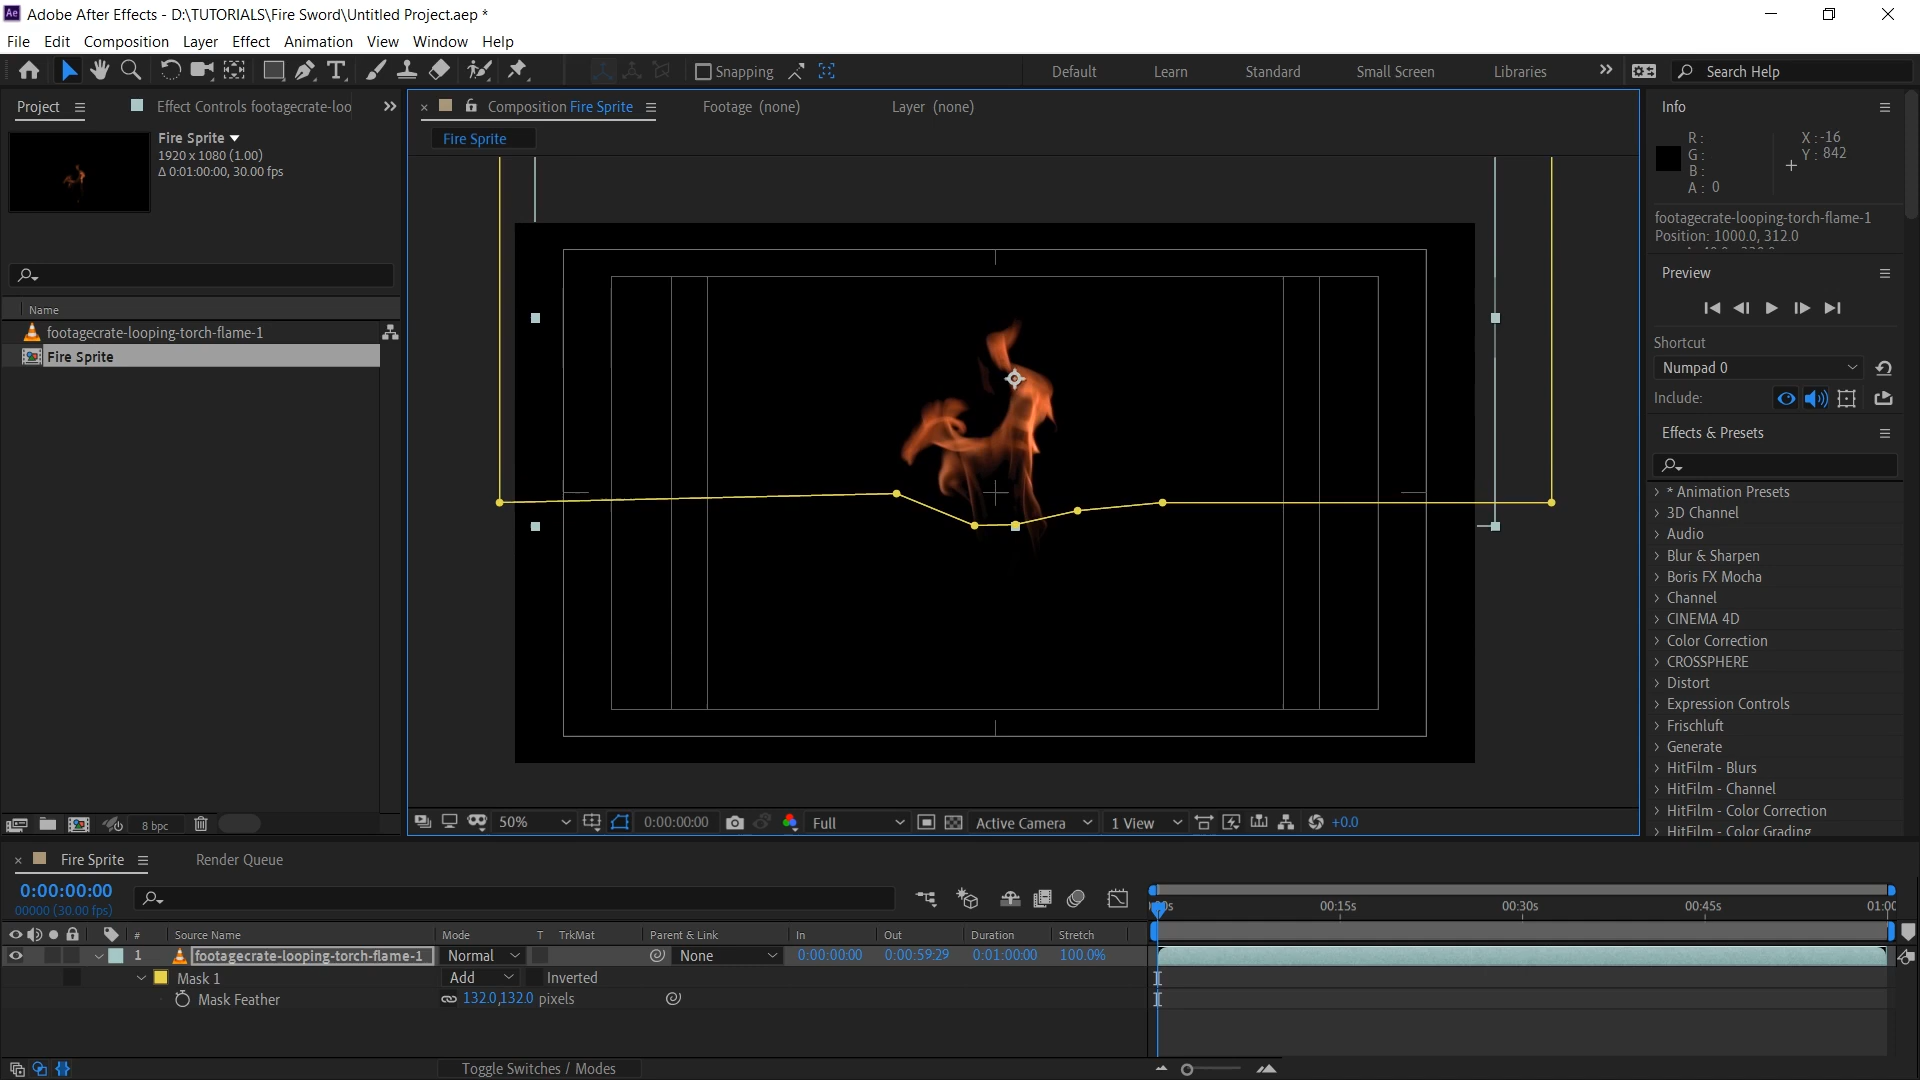 Ae Adobe After Effects - D:\TUTORIALS\Fire Sword\Untitled Project.aep *
File Edit Composition Layer Effect Animation View Window Help
Snapping Default Learn Standard Small Screen Libraries Search Help
Project Effect Controls footagecrate-loo
Composition Fire Sprite Footage (none) Layer (none)
Fire Sprite
Fire Sprite
1920 x 1080 (1.00)
Δ 0:01:00:00, 30.00 fps
Name
footagecrate-looping-torch-flame-1
Fire Sprite
8 bpc
50% 0:00:00:00 Full Active Camera 1 View +0.0
Info
R :
G :
B :
A : 0
X : -16
Y : 842
footagecrate-looping-torch-flame-1
Position: 1000.0, 312.0
Preview
Shortcut
Numpad 0
Include:
Effects & Presets
* Animation Presets
3D Channel
Audio
Blur & Sharpen
Boris FX Mocha
Channel
CINEMA 4D
Color Correction
CROSSPHERE
Distort
Expression Controls
Frischluft
Generate
HitFilm - Blurs
HitFilm - Channel
HitFilm - Color Correction
HitFilm - Color Grading
Fire Sprite Render Queue
0:00:00:00
00000 (30.00 fps)
00:15s 00:30s 00:45s 01:00
# Source Name Mode T TrkMat Parent & Link In Out Duration Stretch
1 footagecrate-looping-torch-flame-1 Normal None 0:00:00:00 0:00:59:29 0:01:00:00 100.0%
Mask 1 Add Inverted
Mask Feather 132.0,132.0 pixels
Toggle Switches / Modes